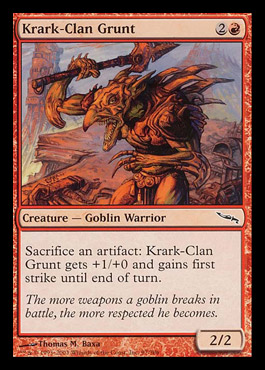 Krark-Clan Grunt 2
Creature — Goblin Warrior
Sacrifice an artifact: Krark-Clan
Grunt gets +1/+0 and gains first
strike until end of turn.
The more weapons a goblin breaks in
battle, the more respected he becomes.
Thomas M. Baxa
2/2